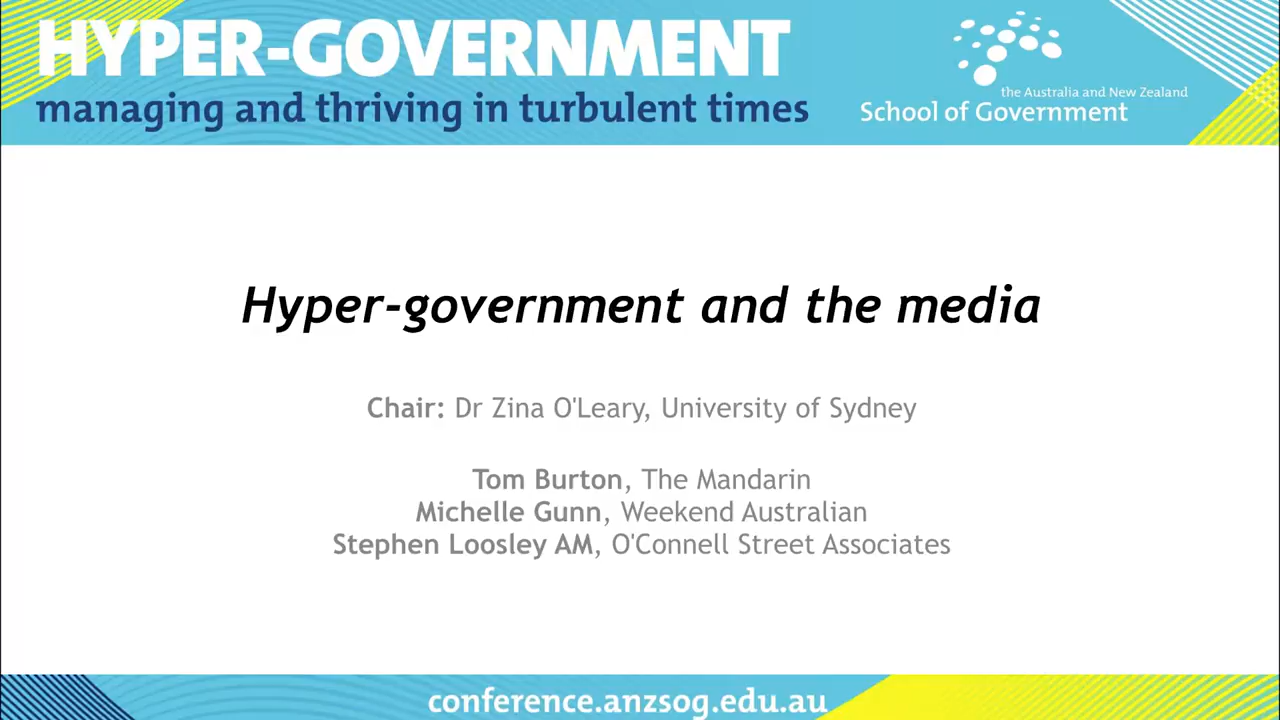 HYPER-GOVERNMENT
managing and thriving in turbulent times
the Australia and New Zealand
School of Government
Hyper-government and the media
Chair: Dr Zina O'Leary, University of Sydney
Tom Burton, The Mandarin
Michelle Gunn, Weekend Australian
Stephen Loosley AM, O'Connell Street Associates
conference.anzsog.edu.au